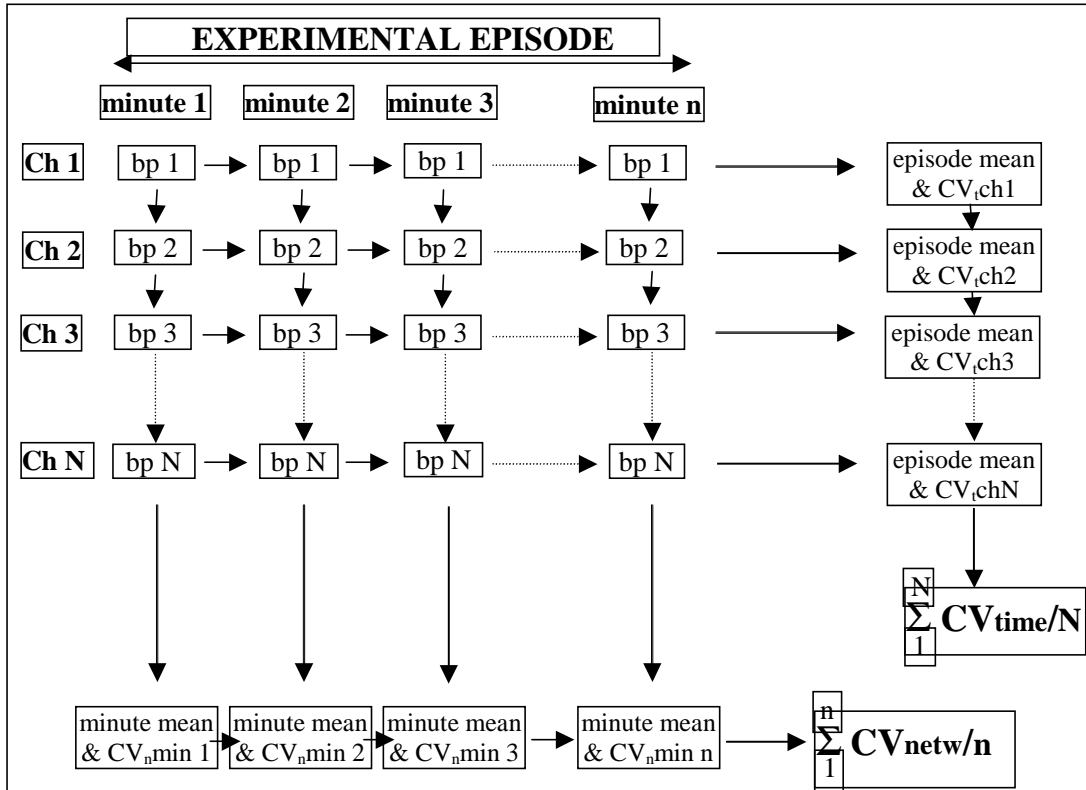 EXPERIMENTAL EPISODE
minute 1 minute 2 minute 3 minute n
Ch 1 bp 1 bp 1 bp 1 bp 1 episode mean
& CVtch1
Ch 2 bp 2 bp 2 bp 2 bp 2 episode mean
& CVtch2
Ch 3 bp 3 bp 3 bp 3 bp 3 episode mean
& CVtch3
Ch N bp N bp N bp N bp N episode mean
& CVtchN
N
Σ CVtime/N
1
minute mean minute mean minute mean minute mean
& CVnmin 1 & CVnmin 2 & CVnmin 3 & CVnmin n
n
Σ CVnetw/n
1